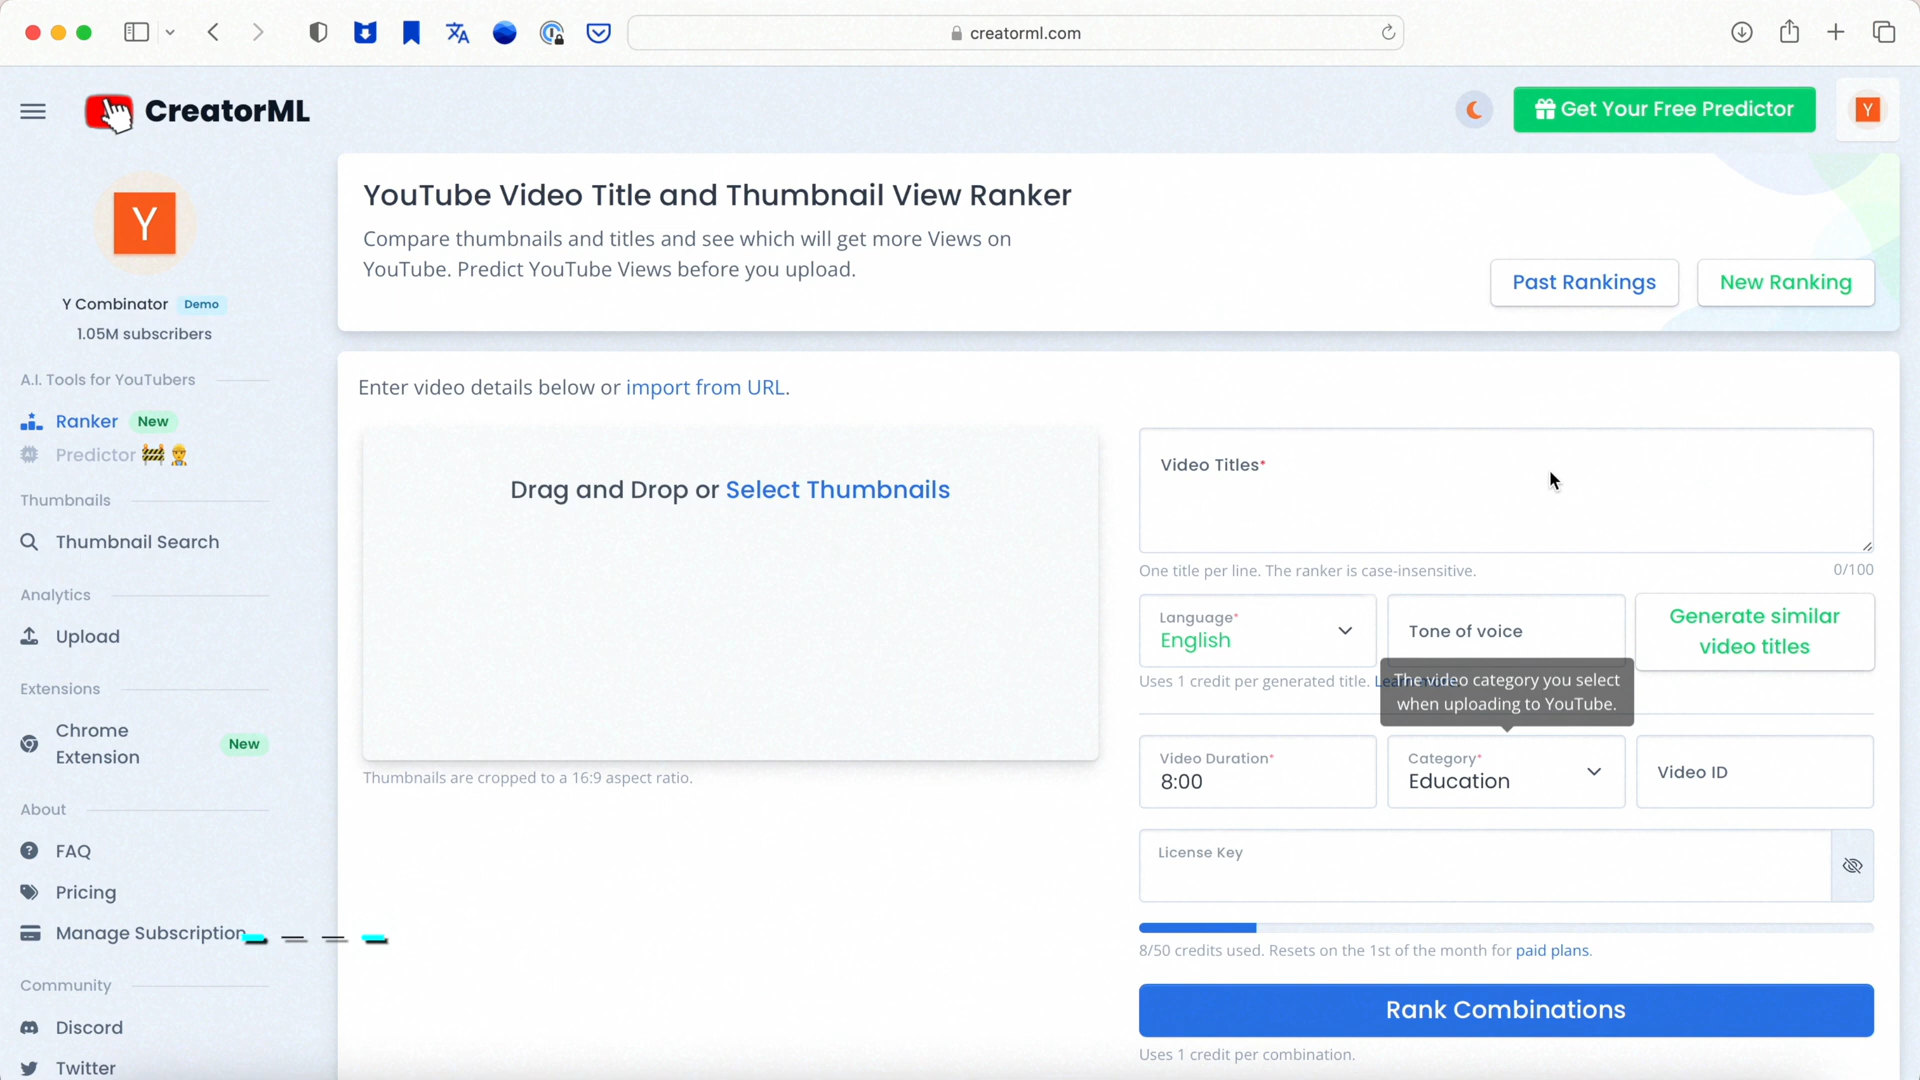 creatorml.com
CreatorML
Get Your Free Predictor
Y
Y
Y Combinator Demo
1.05M subscribers
A.I. Tools for YouTubers
Ranker New
Predictor
Thumbnails
Thumbnail Search
Analytics
Upload
Extensions
Chrome
Extension
New
About
FAQ
Pricing
Manage Subscription
Community
Discord
Twitter
YouTube Video Title and Thumbnail View Ranker
Compare thumbnails and titles and see which will get more Views on
YouTube. Predict YouTube Views before you upload.
Past Rankings
New Ranking
Enter video details below or import from URL.
Drag and Drop or Select Thumbnails
Thumbnails are cropped to a 16:9 aspect ratio.
Video Titles*
One title per line. The ranker is case-insensitive.
0/100
Language*
English
Tone of voice
Generate similar
video titles
Uses 1 credit per generated title.
The video category you select
when uploading to YouTube.
Video Duration*
8:00
Category*
Education
Video ID
License Key
8/50 credits used. Resets on the 1st of the month for paid plans.
Rank Combinations
Uses 1 credit per combination.